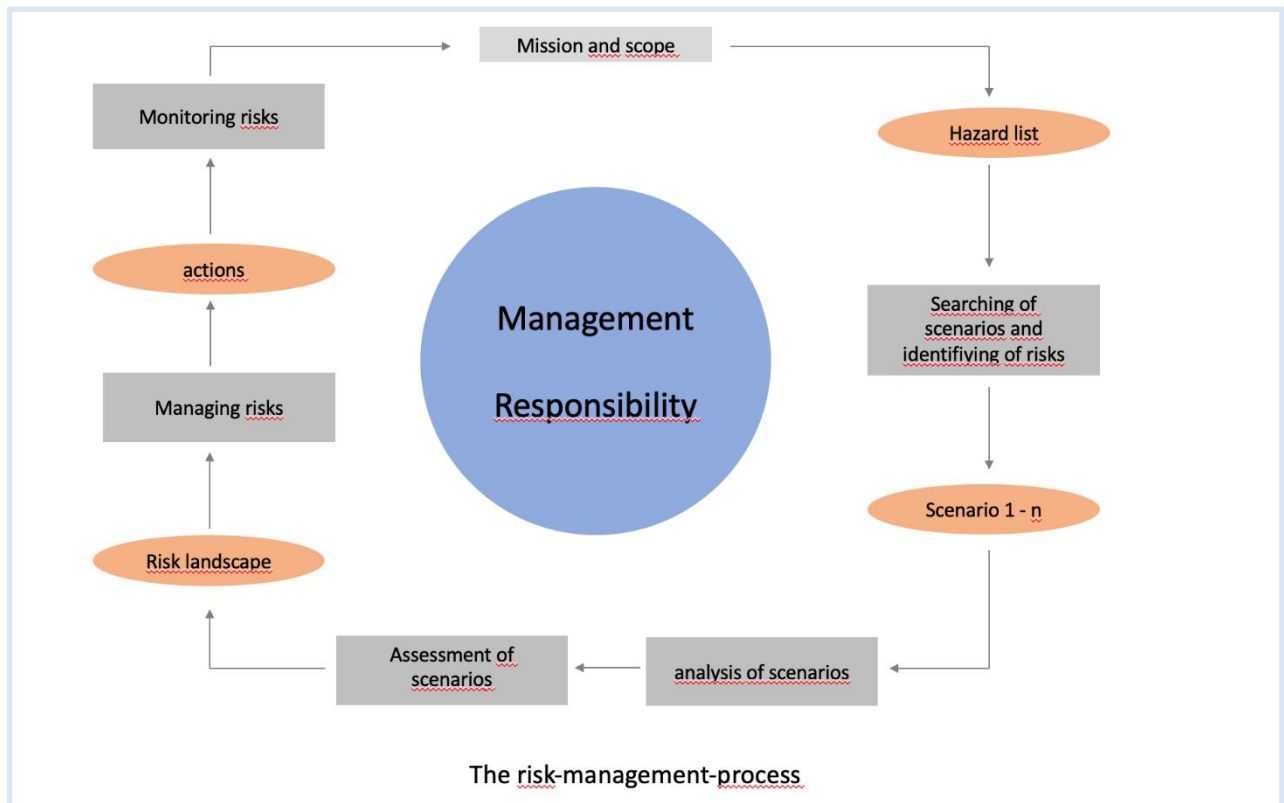 Mission and scope
Hazard list
Searching of
scenarios and
identifiying of risks
Scenario 1 - n
analysis of scenarios
Assessment of
scenarios
Risk landscape
Managing risks
actions
Monitoring risks
Management
Responsibility
The risk-management-process